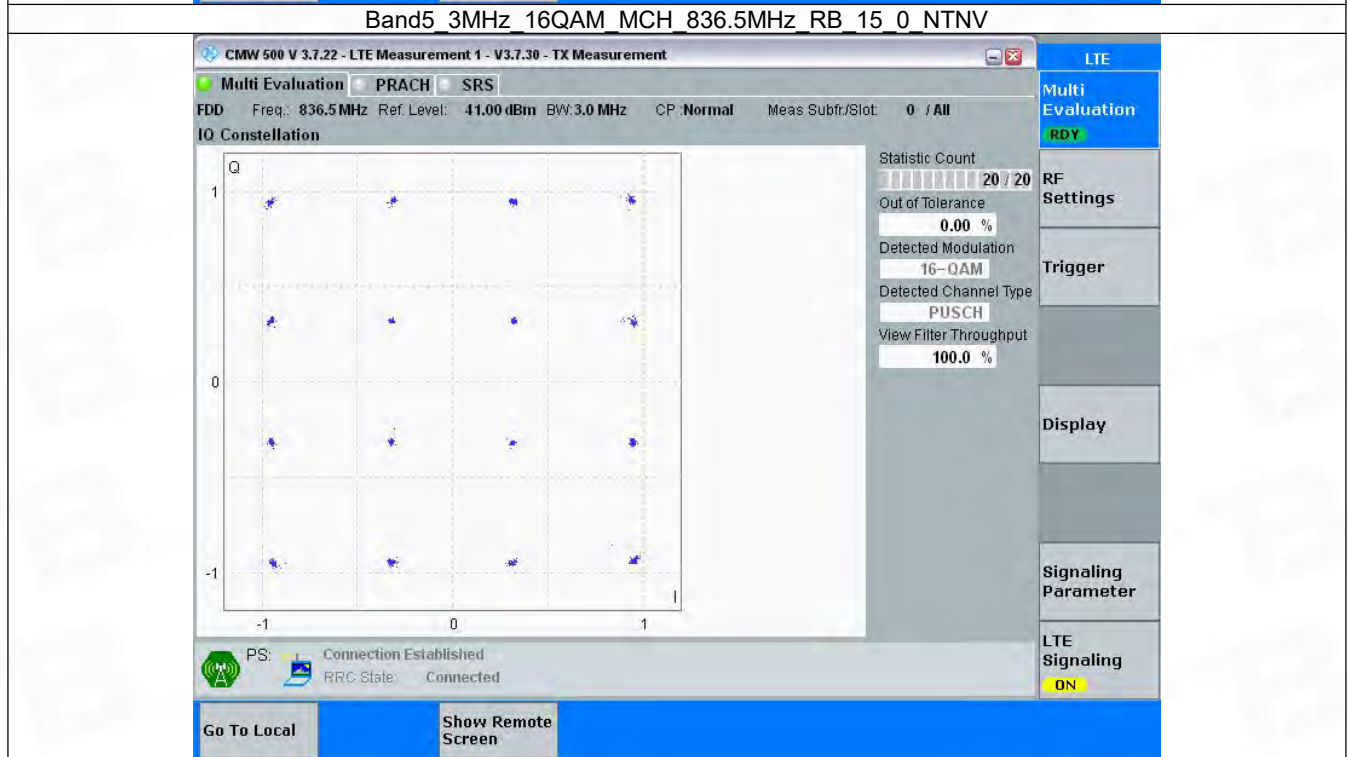 Band5_3MHz_16QAM_MCH_836.5MHz_RB_15_0_NTNV
CMW 500 V 3.7.22 - LTE Measurement 1 - V3.7.30 - TX Measurement
LTE
Multi Evaluation PRACH SRS
Multi
Evaluation
RDY
FDD Freq.: 836.5 MHz Ref. Level: 41.00 dBm BW: 3.0 MHz CP :Normal Meas Subfr./Slot: 0 / All
IQ Constellation
Q
1
0
-1
I
-1 0 1
Statistic Count
20 / 20
Out of Tolerance
0.00 %
Detected Modulation
16-QAM
Detected Channel Type
PUSCH
View Filter Throughput
100.0 %
RF
Settings
Trigger
Display
Signaling
Parameter
LTE
Signaling
ON
PS: Connection Established
RRC State: Connected
Go To Local
Show Remote
Screen